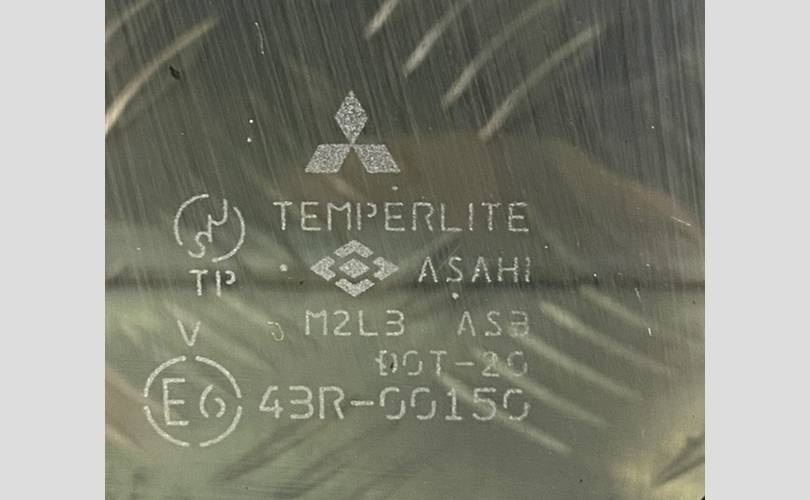 TEMPERLITE
TP ASAHI
V M2L3 AS3
DOT-20
E6 43R-00150